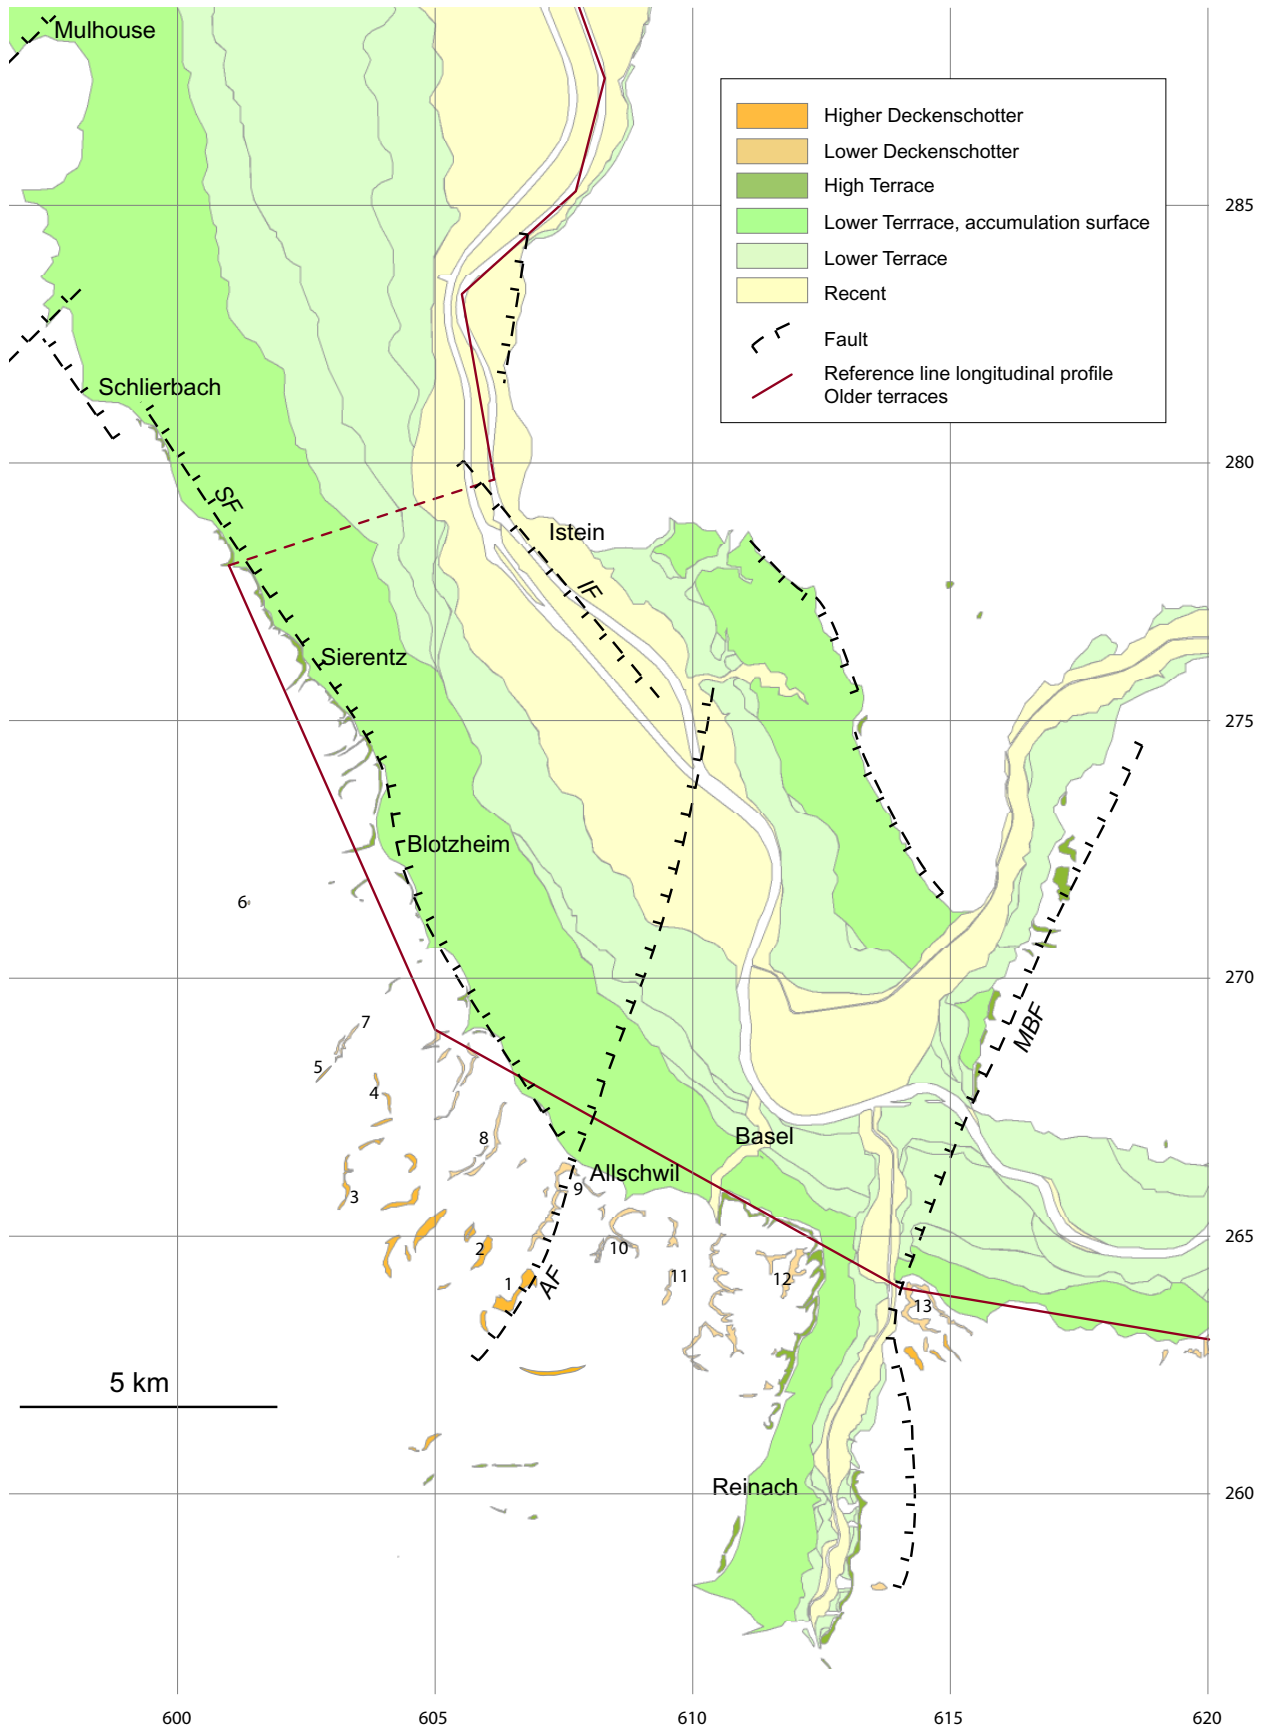 Mulhouse
Higher Deckenschotter
Lower Deckenschotter
High Terrace
Lower Terrrace, accumulation surface
Lower Terrace
Recent
Fault
Reference line longitudinal profile
Older terraces
285
Schlierbach
280
SF
Istein
IF
Sierentz
275
Blotzheim
6
270
7
MBF
5
4
8
Basel
Allschwil
3
9
265
2
10
1
AF
11
12
13
5 km
Reinach
260
600
605
610
615
620